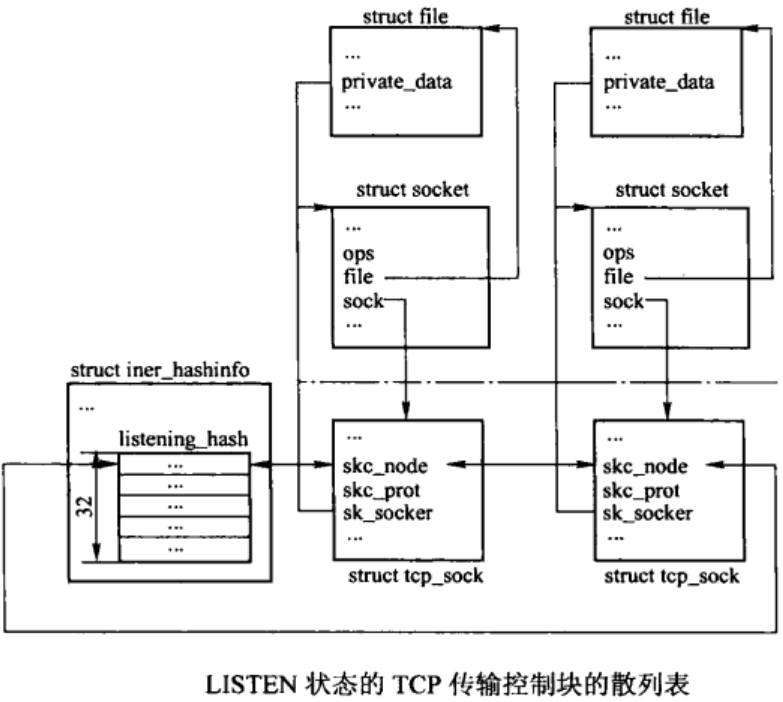 struct file
...
private_data
...
struct file
...
private_data
...
struct socket
...
ops
file
sock
...
struct socket
...
ops
file
sock
...
struct iner_hashinfo
...
listening_hash
...
...
...
...
...
32
...
skc_node
skc_prot
sk_socker
...
struct tcp_sock
...
skc_node
skc_prot
sk_socker
...
struct tcp_sock
LISTEN 状态的 TCP 传输控制块的散列表